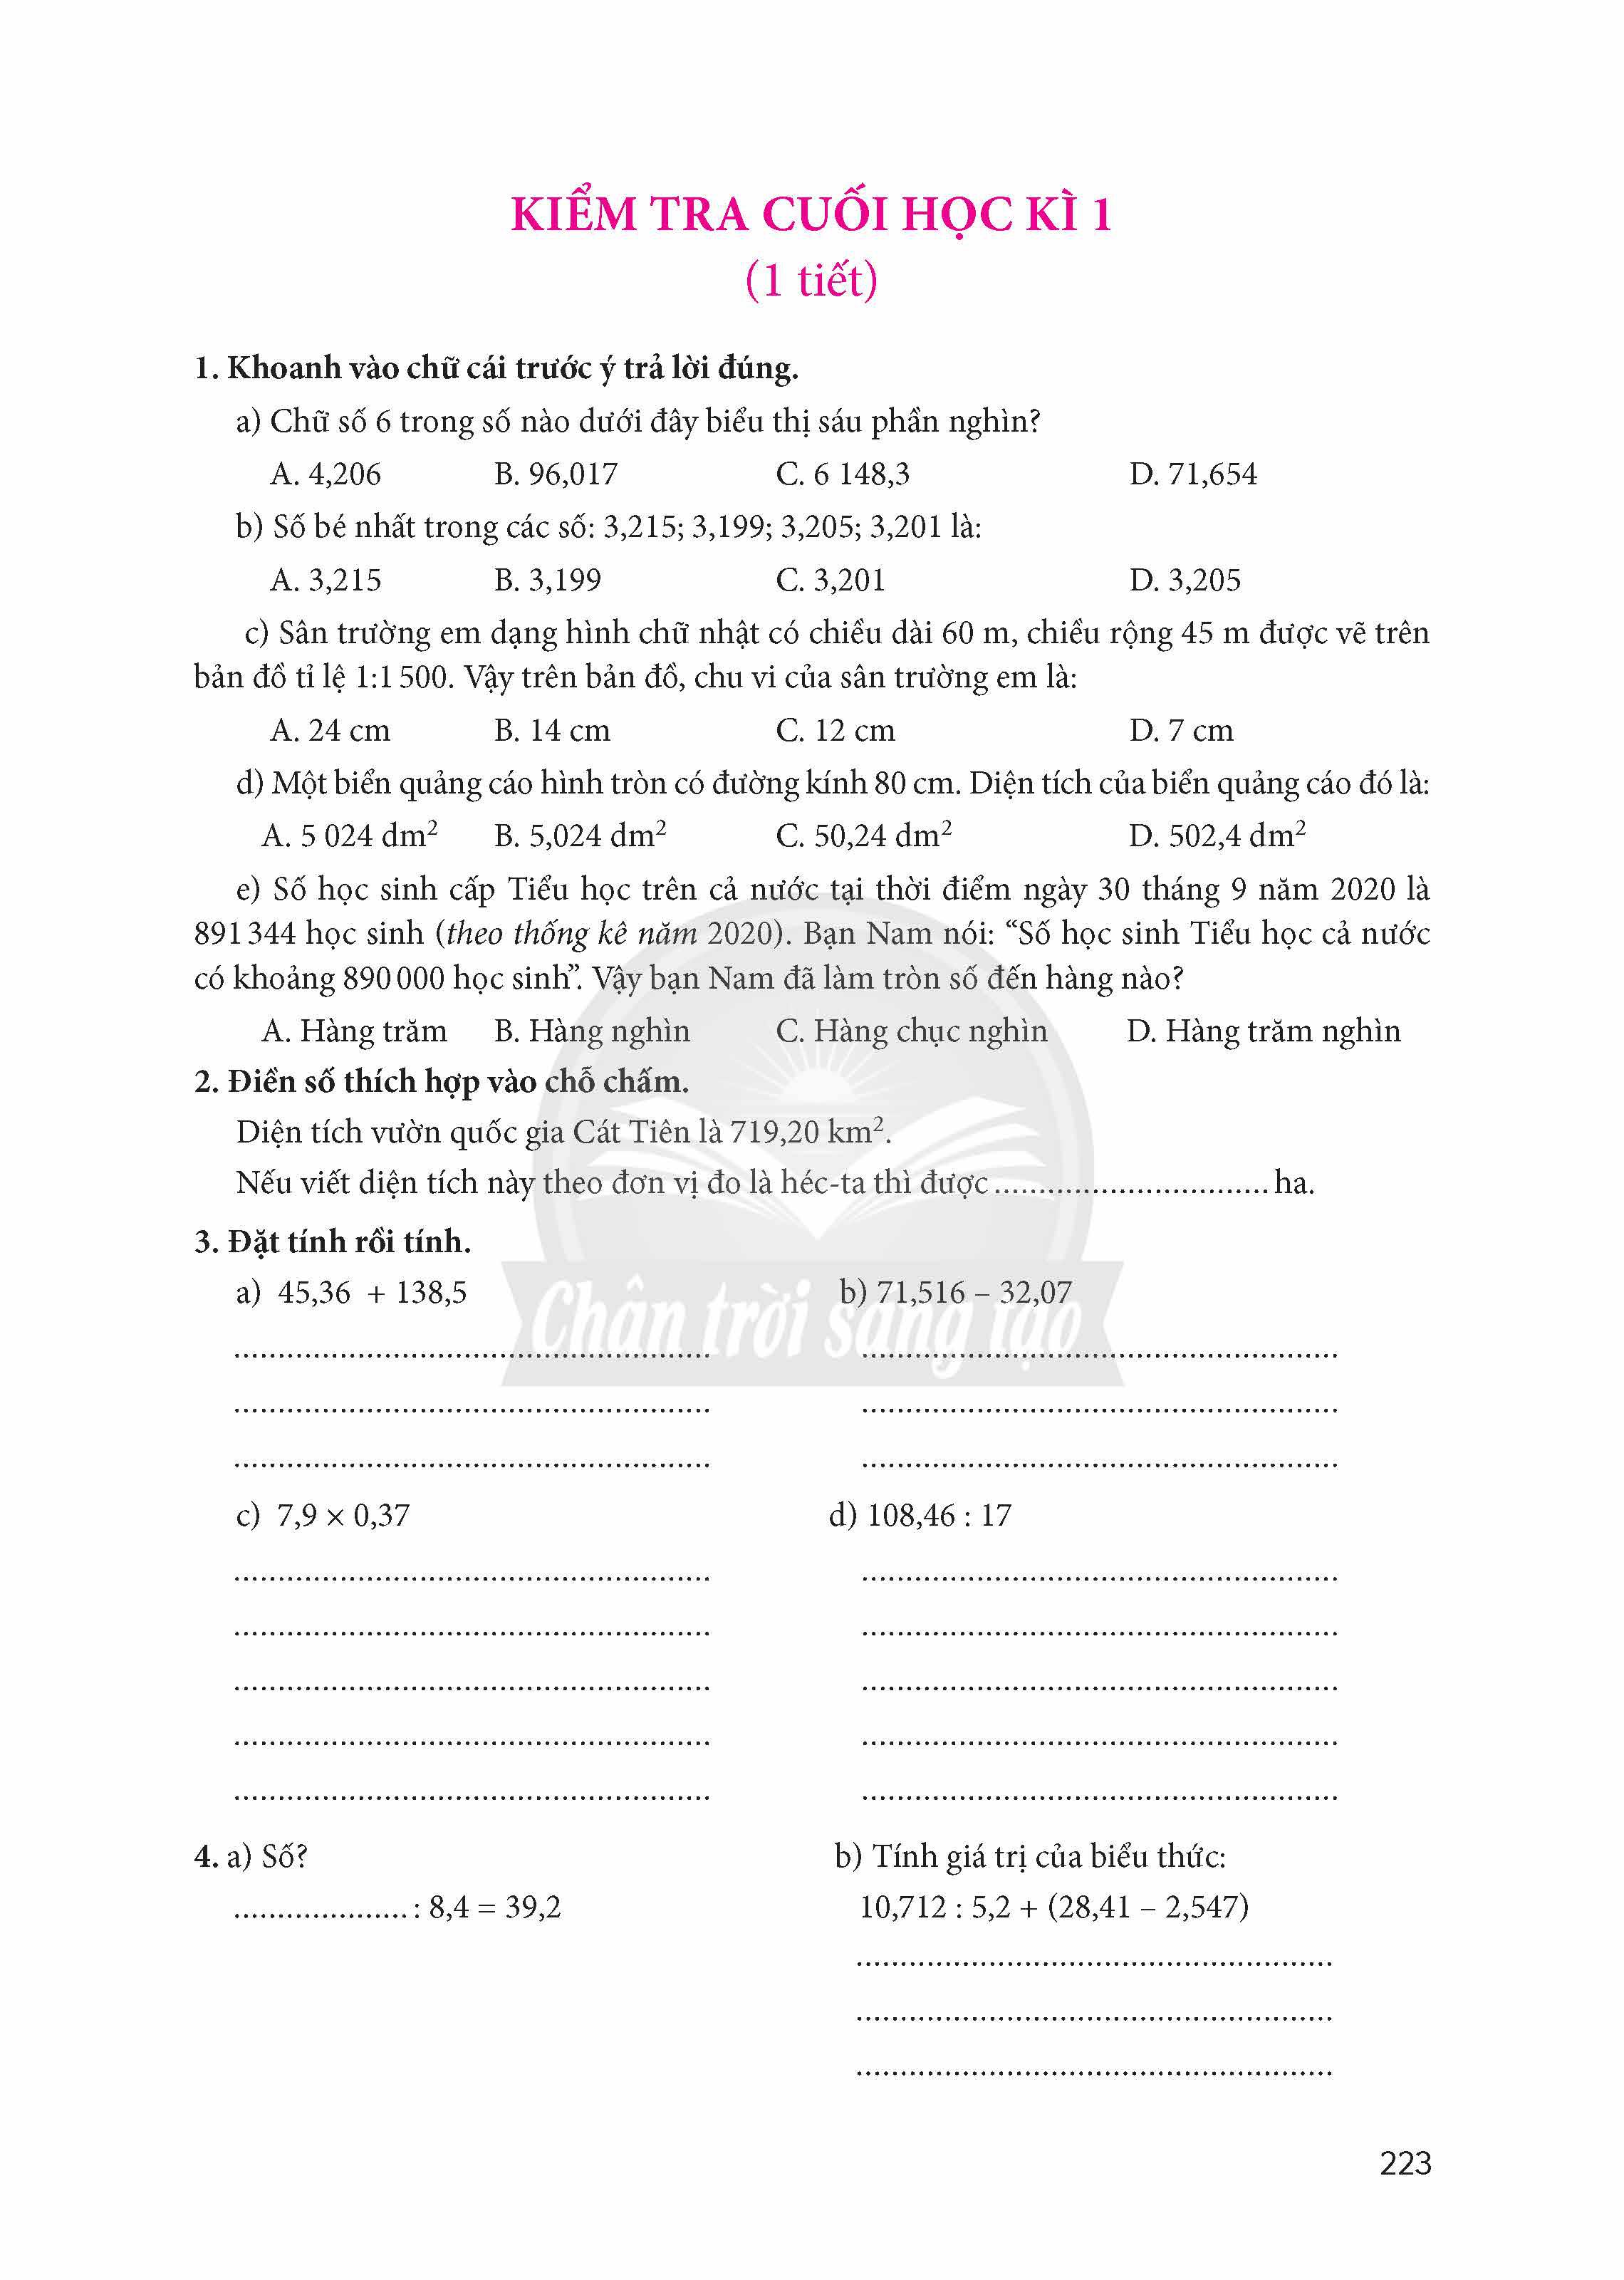 KIỂM TRA CUỐI HỌC KÌ 1
(1 tiết)
1. Khoanh vào chữ cái trước ý trả lời đúng.
a) Chữ số 6 trong số nào dưới đây biểu thị sáu phần nghìn?
A. 4,206 B. 96,017 C. 6 148,3 D. 71,654
b) Số bé nhất trong các số: 3,215; 3,199; 3,205; 3,201 là:
A. 3,215 B. 3,199 C. 3,201 D. 3,205
c) Sân trường em dạng hình chữ nhật có chiều dài 60 m, chiều rộng 45 m được vẽ trên
bản đồ tỉ lệ 1:1 500. Vậy trên bản đồ, chu vi của sân trường em là:
A. 24 cm B. 14 cm C. 12 cm D. 7 cm
d) Một biển quảng cáo hình tròn có đường kính 80 cm. Diện tích của biển quảng cáo đó là:
A. 5 024 dm² B. 5,024 dm² C. 50,24 dm² D. 502,4 dm²
e) Số học sinh cấp Tiểu học trên cả nước tại thời điểm ngày 30 tháng 9 năm 2020 là
891 344 học sinh (theo thống kê năm 2020). Bạn Nam nói: “Số học sinh Tiểu học cả nước
có khoảng 890 000 học sinh”. Vậy bạn Nam đã làm tròn số đến hàng nào?
A. Hàng trăm B. Hàng nghìn C. Hàng chục nghìn D. Hàng trăm nghìn
2. Điền số thích hợp vào chỗ chấm.
Diện tích vườn quốc gia Cát Tiên là 719,20 km².
Nếu viết diện tích này theo đơn vị đo là héc-ta thì được ............................... ha.
3. Đặt tính rồi tính.
a) 45,36 + 138,5 b) 71,516 – 32,07
Chân trời sáng tạo
c) 7,9 × 0,37 d) 108,46 : 17
4. a) Số? b) Tính giá trị của biểu thức:
.................... : 8,4 = 39,2 10,712 : 5,2 + (28,41 – 2,547)
223